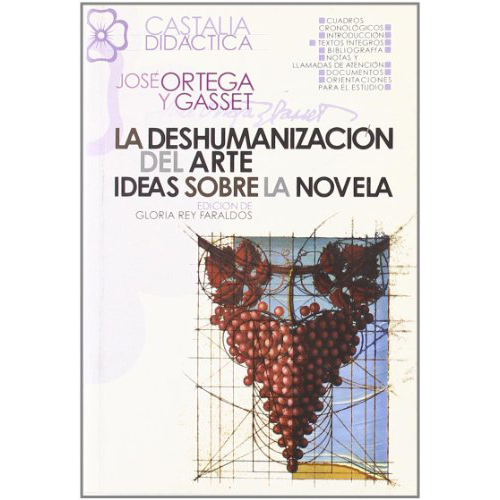 CASTALIA
DIDÁCTICA
CUADROS
CRONOLÓGICOS
INTRODUCCIÓN
TEXTOS ÍNTEGROS
BIBLIOGRAFÍA
NOTAS Y
LLAMADAS DE ATENCIÓN
DOCUMENTOS
ORIENTACIONES
PARA EL ESTUDIO
JOSÉ ORTEGA
Y GASSET
LA DESHUMANIZACIÓN
DEL ARTE
IDEAS SOBRE LA NOVELA
EDICIÓN DE
GLORIA REY FARALDOS